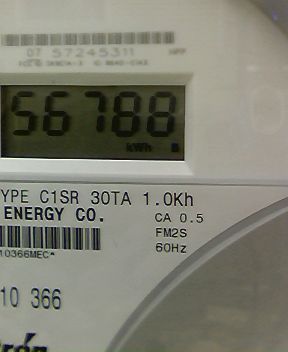 07 57245311
56788
kWh
YPE C1SR 30TA 1.0Kh
ENERGY CO.
CA 0.5
FM2S
60Hz
10366MEC*
10 366
rón